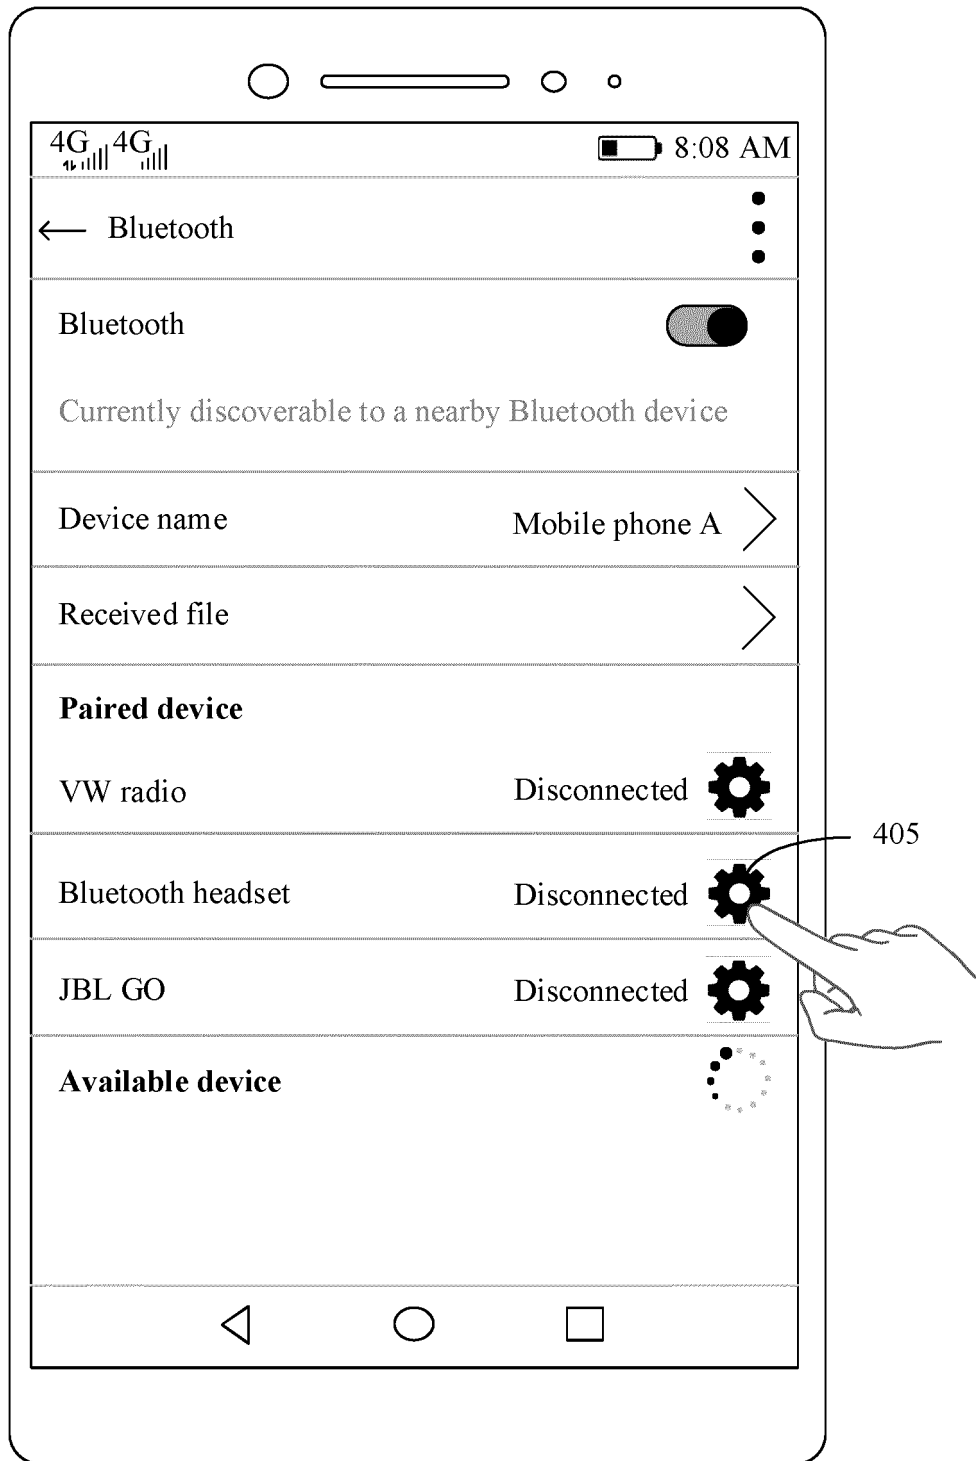 4G 4G 8:08 AM
Bluetooth
Bluetooth
Currently discoverable to a nearby Bluetooth device
Device name Mobile phone A
Received file
Paired device
VW radio Disconnected
405
Bluetooth headset Disconnected
JBL GO Disconnected
Available device